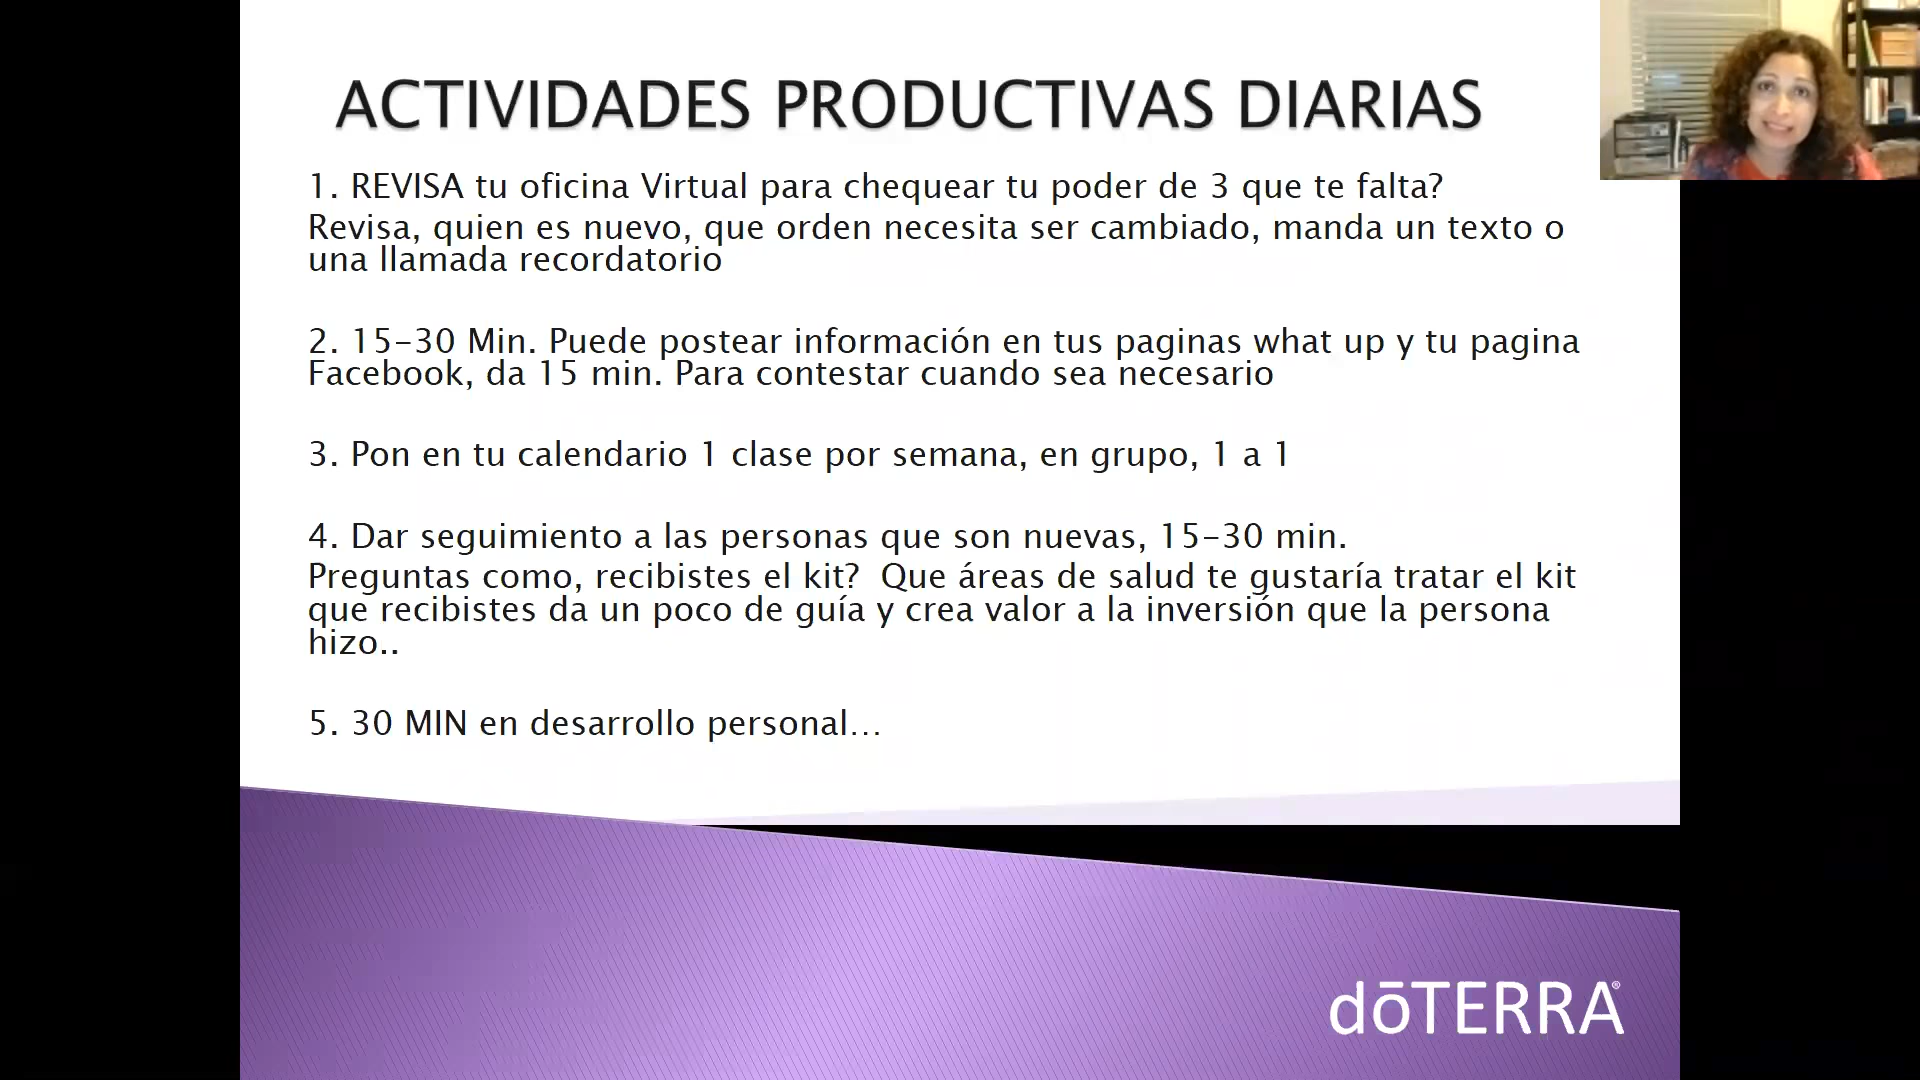 ACTIVIDADES PRODUCTIVAS DIARIAS
1. REVISA tu oficina Virtual para chequear tu poder de 3 que te falta?
Revisa, quien es nuevo, que orden necesita ser cambiado, manda un texto o
una llamada recordatorio
2. 15-30 Min. Puede postear información en tus paginas what up y tu pagina
Facebook, da 15 min. Para contestar cuando sea necesario
3. Pon en tu calendario 1 clase por semana, en grupo, 1 a 1
4. Dar seguimiento a las personas que son nuevas, 15-30 min.
Preguntas como, recibistes el kit? Que áreas de salud te gustaría tratar el kit
que recibistes da un poco de guía y crea valor a la inversión que la persona
hizo..
5. 30 MIN en desarrollo personal...
dōTERRA®